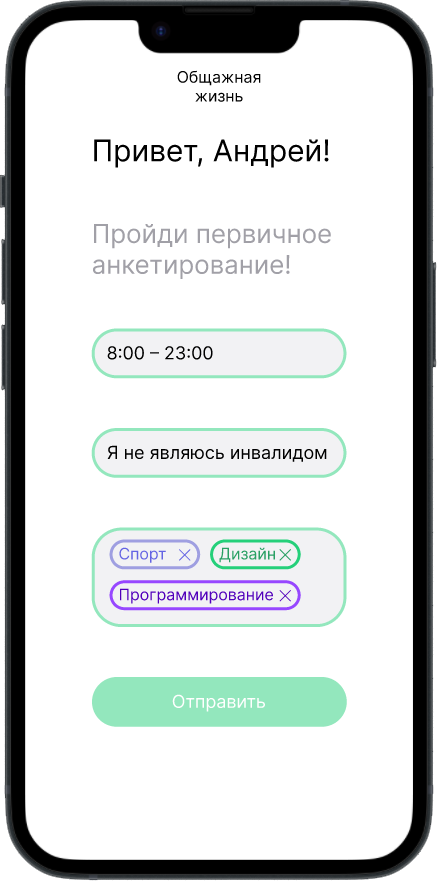 Общажная
жизнь
Привет, Андрей!
Пройди первичное
анкетирование!
8:00 – 23:00
Я не являюсь инвалидом
Спорт Дизайн
Программирование
Отправить